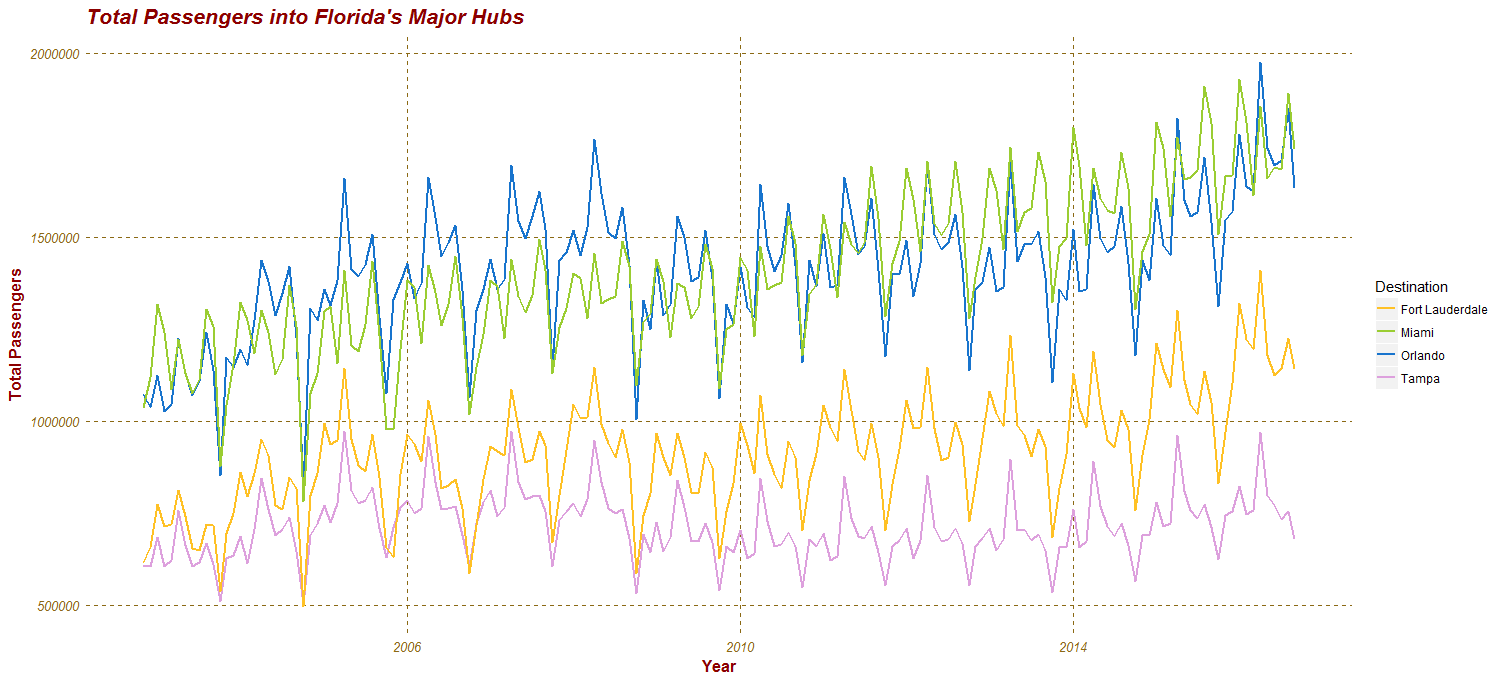 Total Passengers into Florida's Major Hubs
2000000
1500000
1000000
500000
Total Passengers
2006
2010
2014
Year
Destination
Fort Lauderdale
Miami
Orlando
Tampa